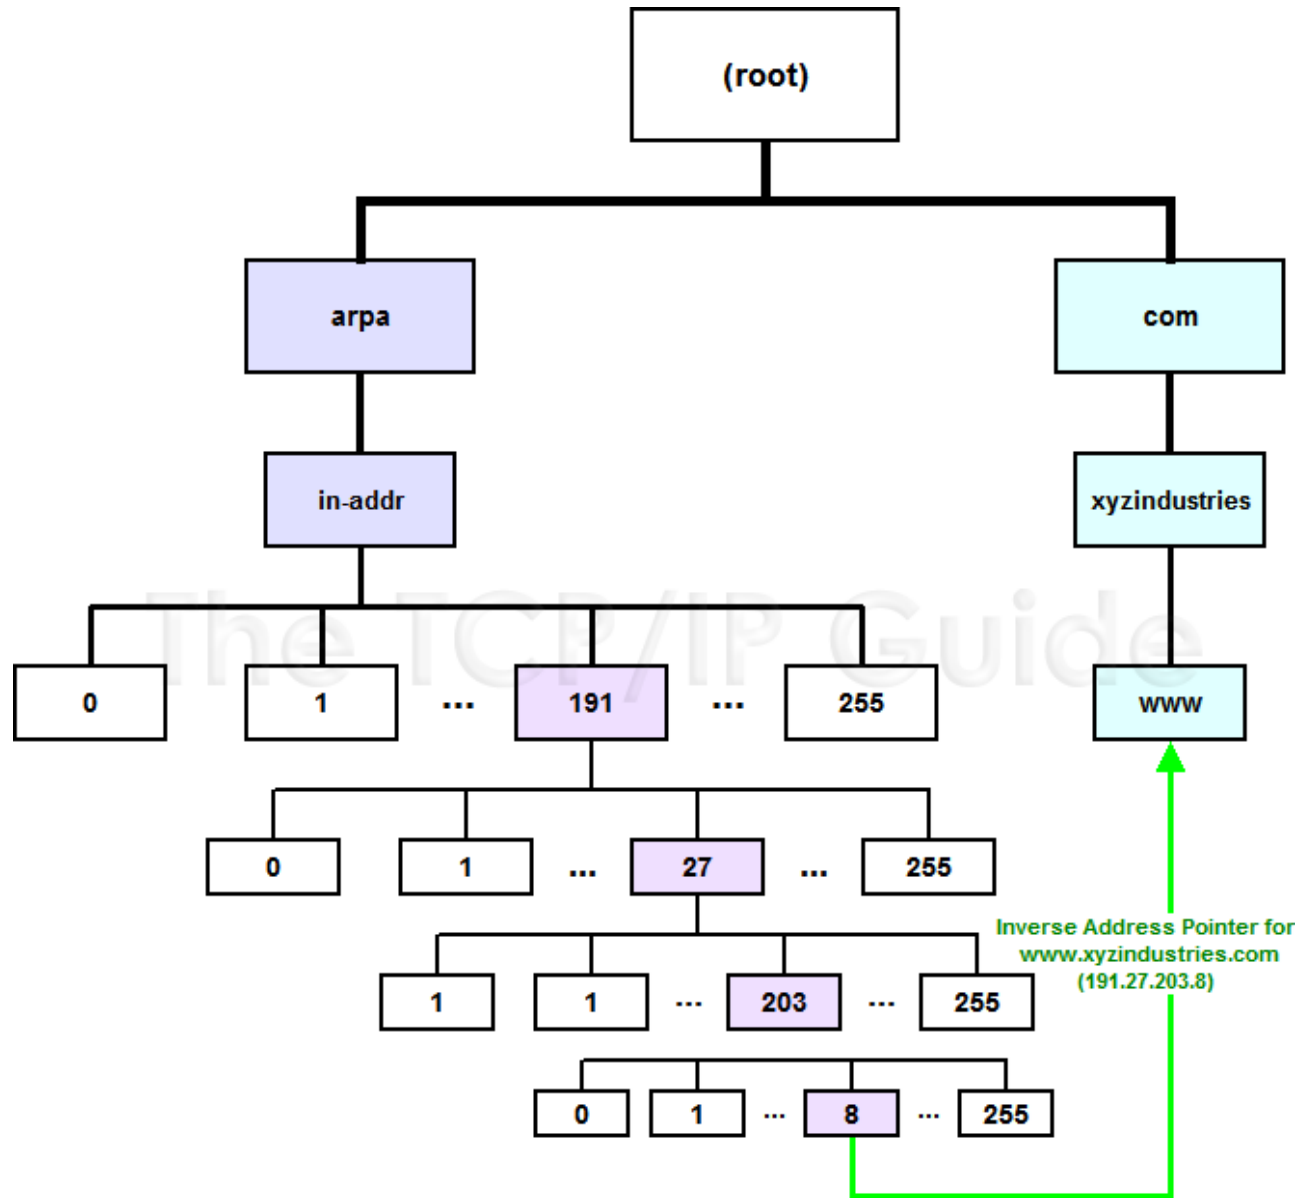 (root)
arpa
com
in-addr
xyzindustries
The TCP/IP Guide
0 1 ... 191 ... 255 www
0 1 ... 27 ... 255
Inverse Address Pointer for
www.xyzindustries.com
(191.27.203.8)
1 1 ... 203 ... 255
0 1 ... 8 ... 255